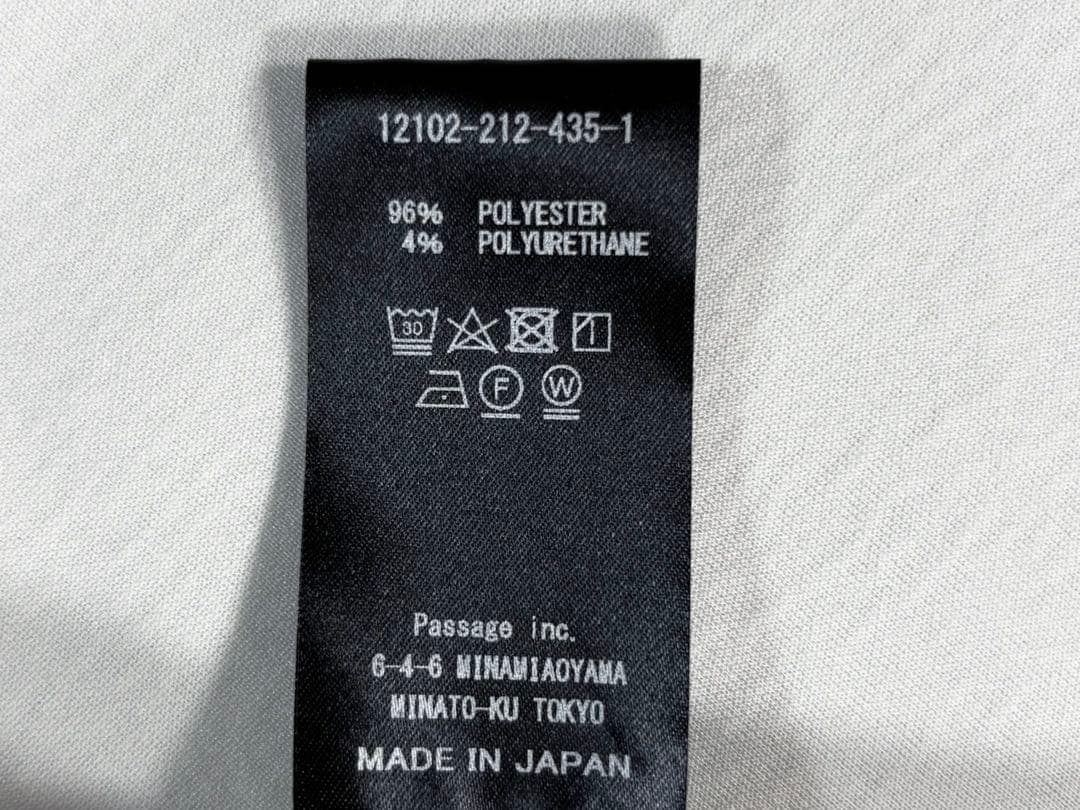 12102-212-435-1
96% POLYESTER
4% POLYURETHANE
30
F W
Passage inc.
6-4-6 MINAMIAOYAMA
MINATO-KU TOKYO
MADE IN JAPAN